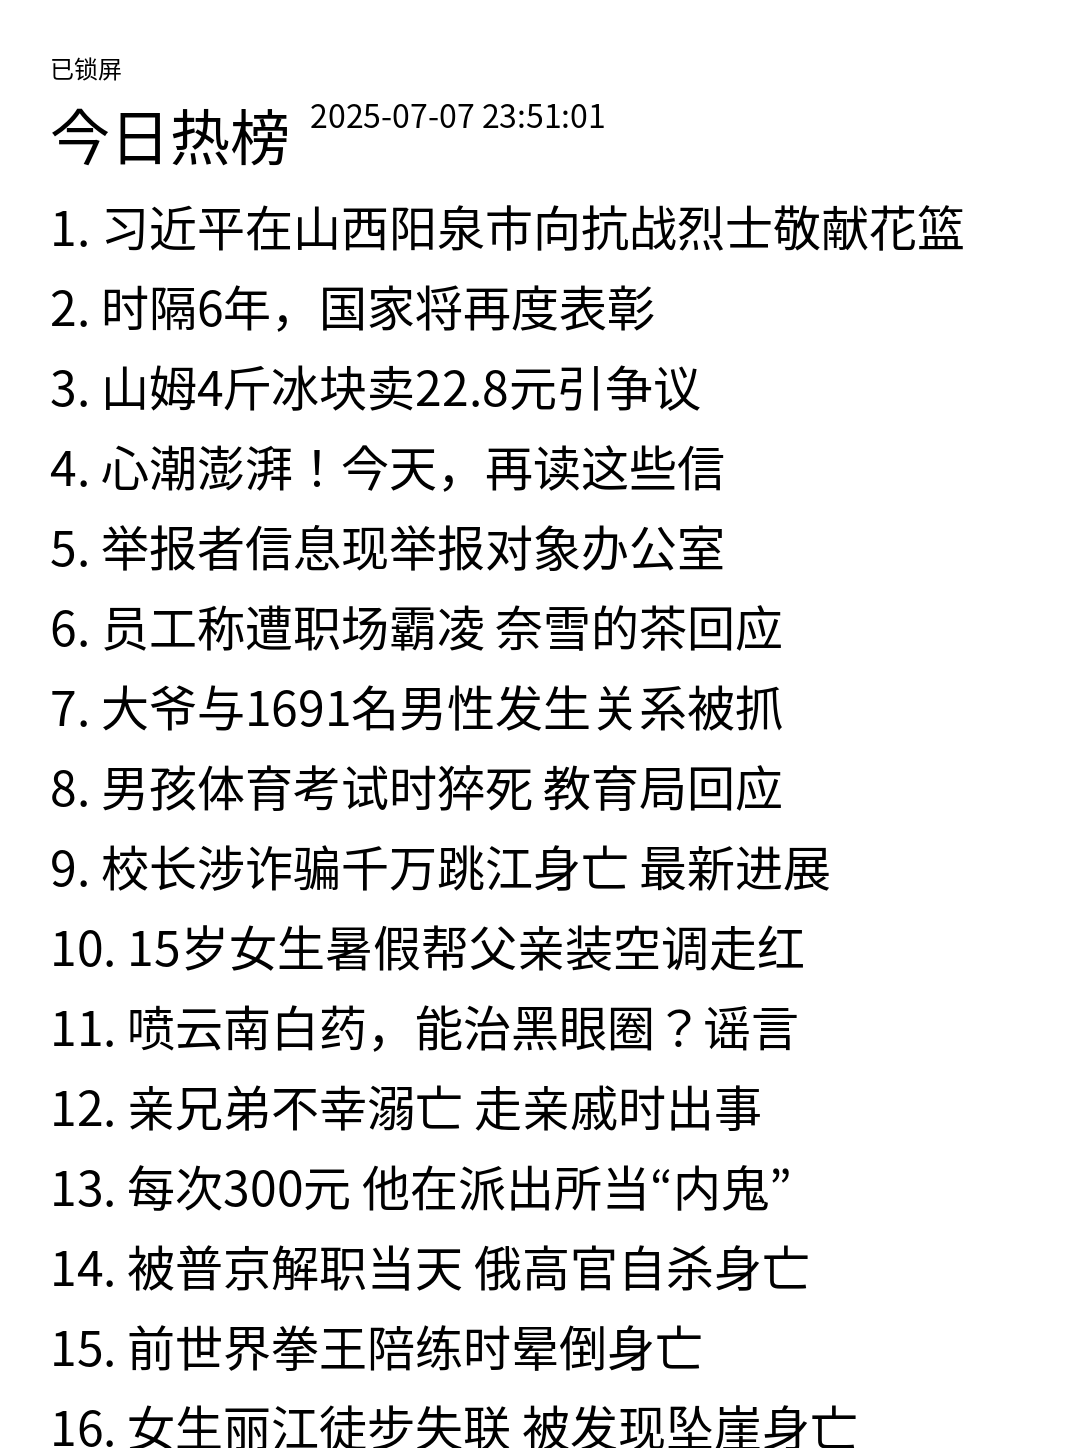 已锁屏
今日热榜 2025-07-07 23:51:01
1. 习近平在山西阳泉市向抗战烈士敬献花篮
2. 时隔6年，国家将再度表彰
3. 山姆4斤冰块卖22.8元引争议
4. 心潮澎湃！今天，再读这些信
5. 举报者信息现举报对象办公室
6. 员工称遭职场霸凌 奈雪的茶回应
7. 大爷与1691名男性发生关系被抓
8. 男孩体育考试时猝死 教育局回应
9. 校长涉诈骗千万跳江身亡 最新进展
10. 15岁女生暑假帮父亲装空调走红
11. 喷云南白药，能治黑眼圈？谣言
12. 亲兄弟不幸溺亡 走亲戚时出事
13. 每次300元 他在派出所当“内鬼”
14. 被普京解职当天 俄高官自杀身亡
15. 前世界拳王陪练时晕倒身亡
16. 女生丽江徒步失联 被发现坠崖身亡